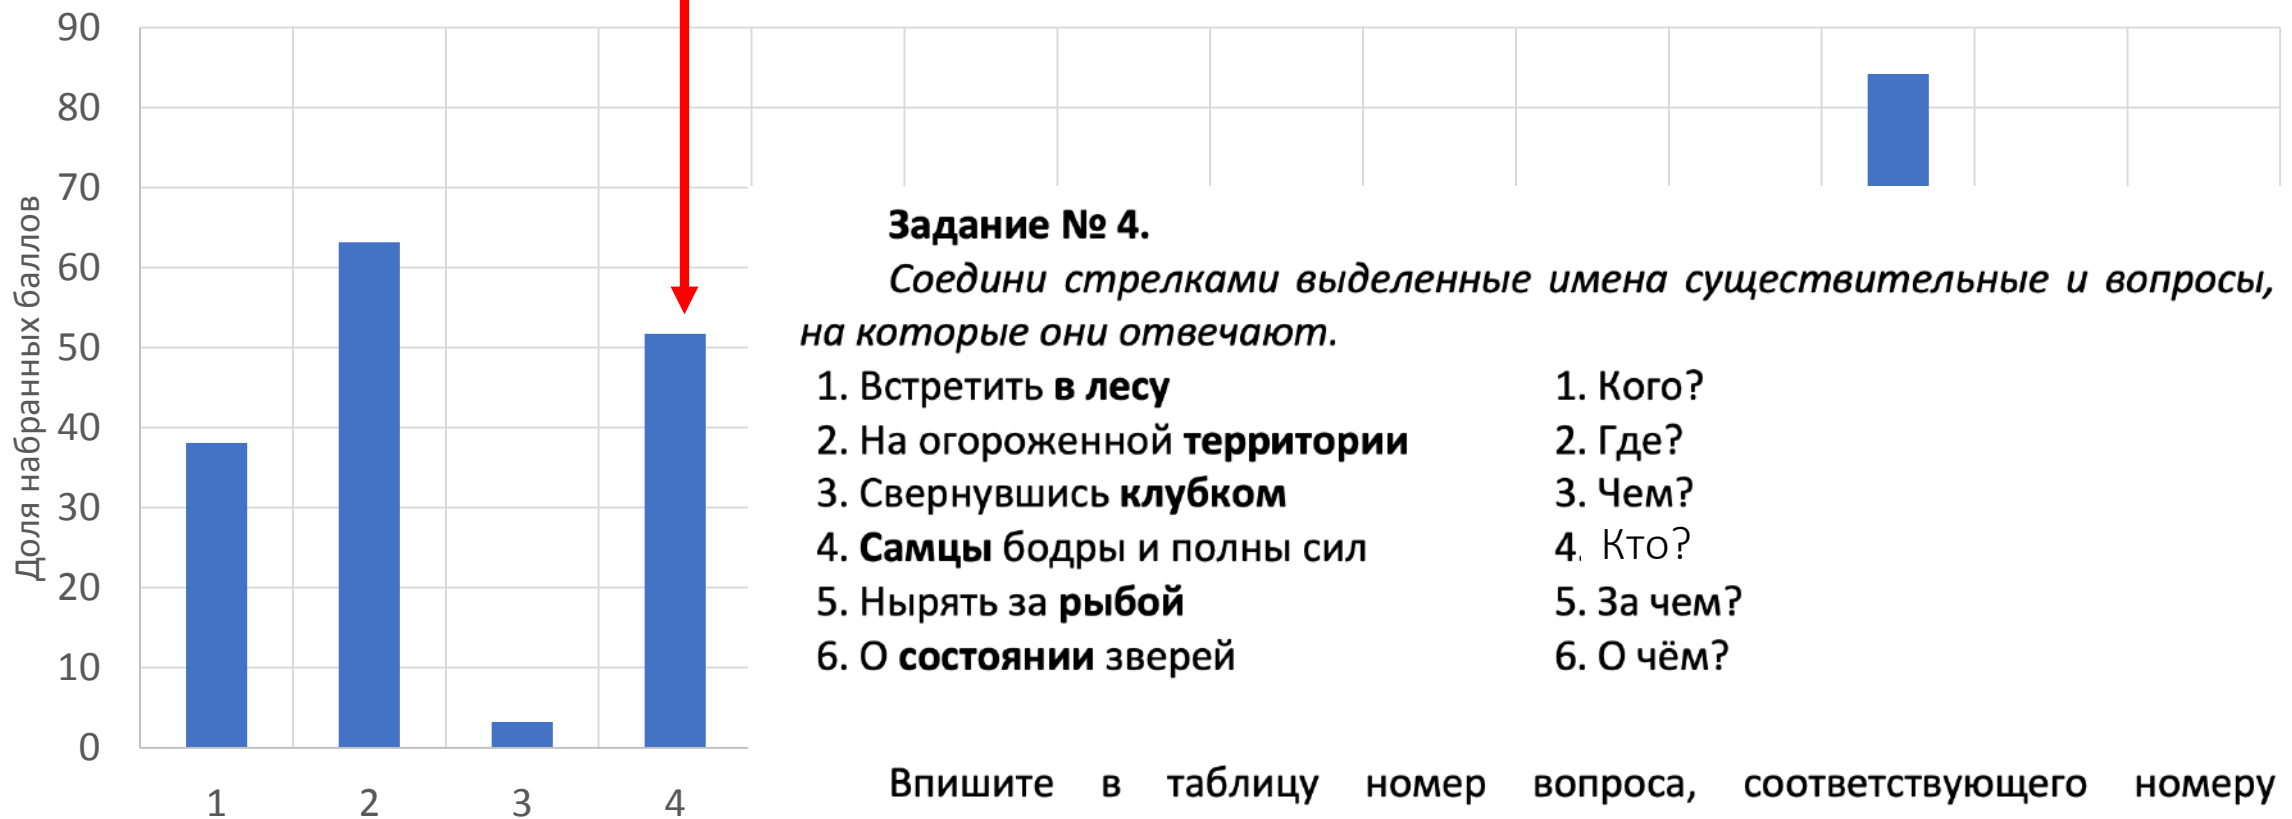 90
80
70
60
50
40
30
20
10
0
Доля набранных баллов
1 2 3 4
Задание № 4.
Соедини стрелками выделенные имена существительные и вопросы,
на которые они отвечают.
1. Встретить в лесу 1. Кого?
2. На огороженной территории 2. Где?
3. Свернувшись клубком 3. Чем?
4. Самцы бодры и полны сил 4. Кто?
5. Нырять за рыбой 5. За чем?
6. О состоянии зверей 6. О чём?
Впишите в таблицу номер вопроса, соответствующего номеру